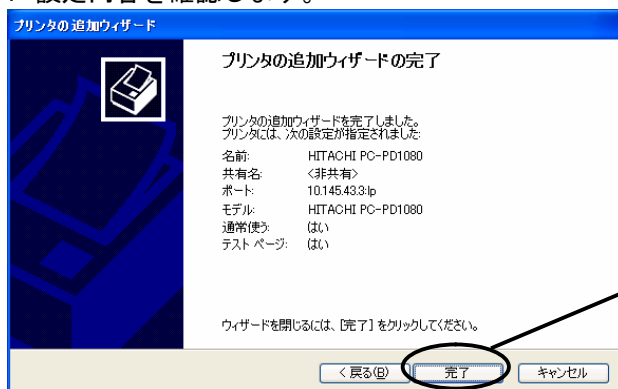 プリンタの追加ウィザード
プリンタの追加ウィザードの完了
プリンタの追加ウィザードを完了しました。
プリンタには、次の設定が指定されました:
名前: HITACHI PC-PD1080
共有名: <非共有>
ポート: 10.145.43.3:lp
モデル: HITACHI PC-PD1080
通常使う: (はい)
テスト ページ: (はい)
ウィザードを閉じるには、[完了] をクリックしてください。
< 戻る(B) 完了 キャンセル